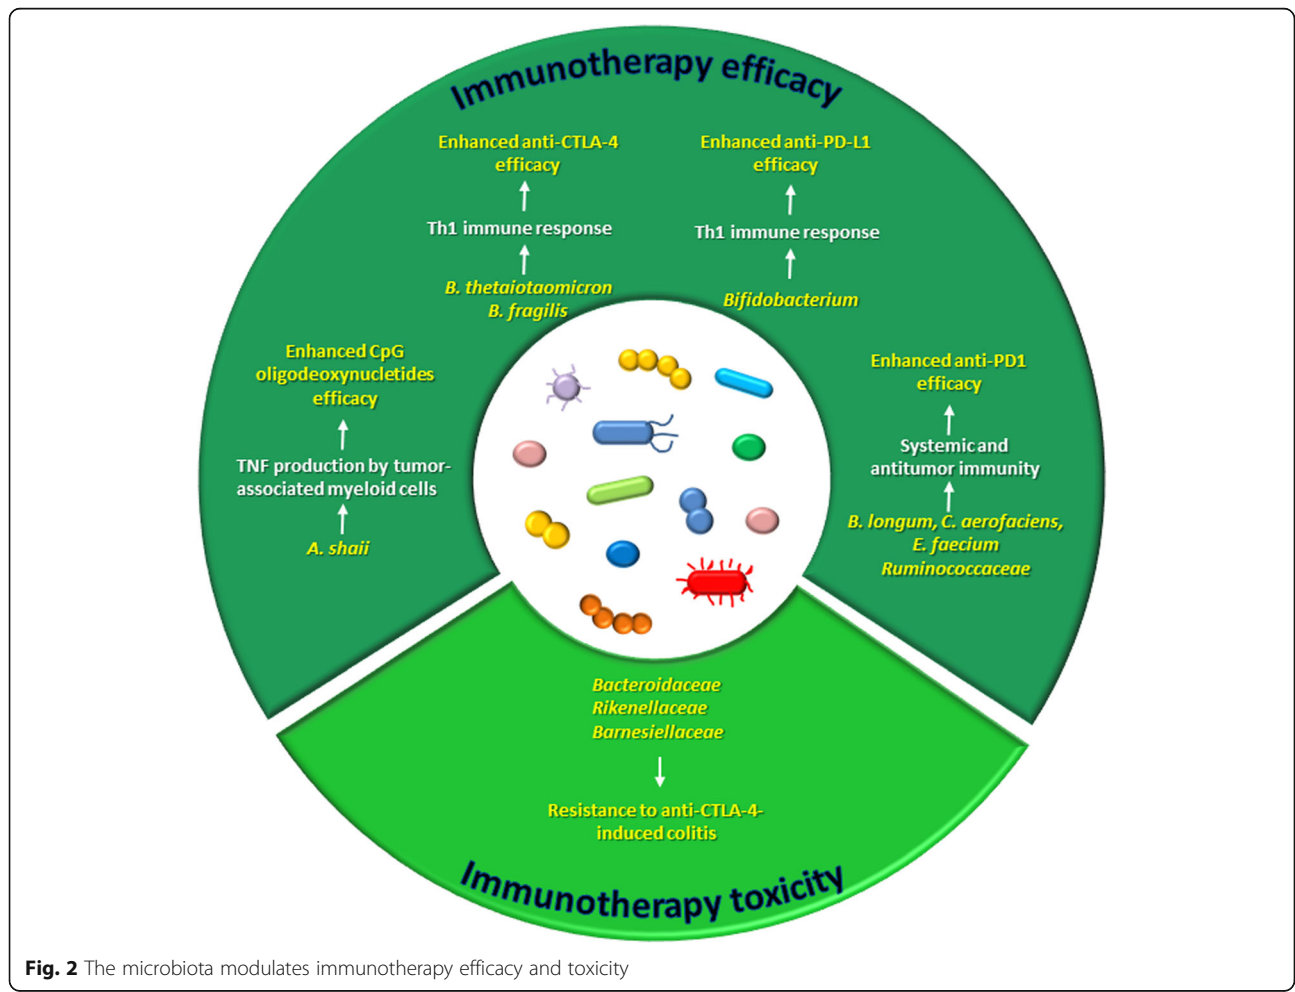 Immunotherapy efficacy
Enhanced anti-CTLA-4
efficacy
Th1 immune response
B. thetaiotaomicron
B. fragilis
Enhanced anti-PD-L1
efficacy
Th1 immune response
Bifidobacterium
Enhanced CpG
oligodeoxynucletides
efficacy
TNF production by tumor-
associated myeloid cells
A. shaii
Enhanced anti-PD1
efficacy
Systemic and
antitumor immunity
B. longum, C. aerofaciens,
E. faecium
Ruminococcaceae
Bacteroidaceae
Rikenellaceae
Barnesiellaceae
Resistance to anti-CTLA-4-
induced colitis
Immunotherapy toxicity
Fig. 2 The microbiota modulates immunotherapy efficacy and toxicity